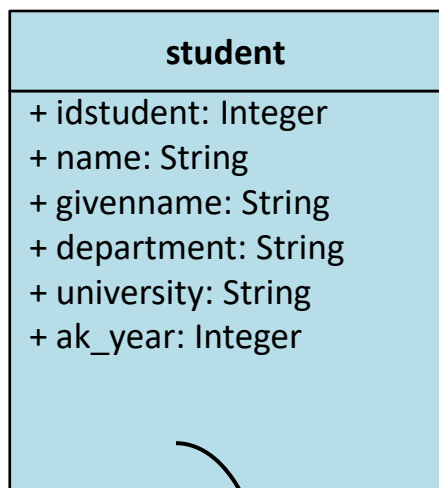 student
+ idstudent: Integer
+ name: String
+ givenname: String
+ department: String
+ university: String
+ ak_year: Integer